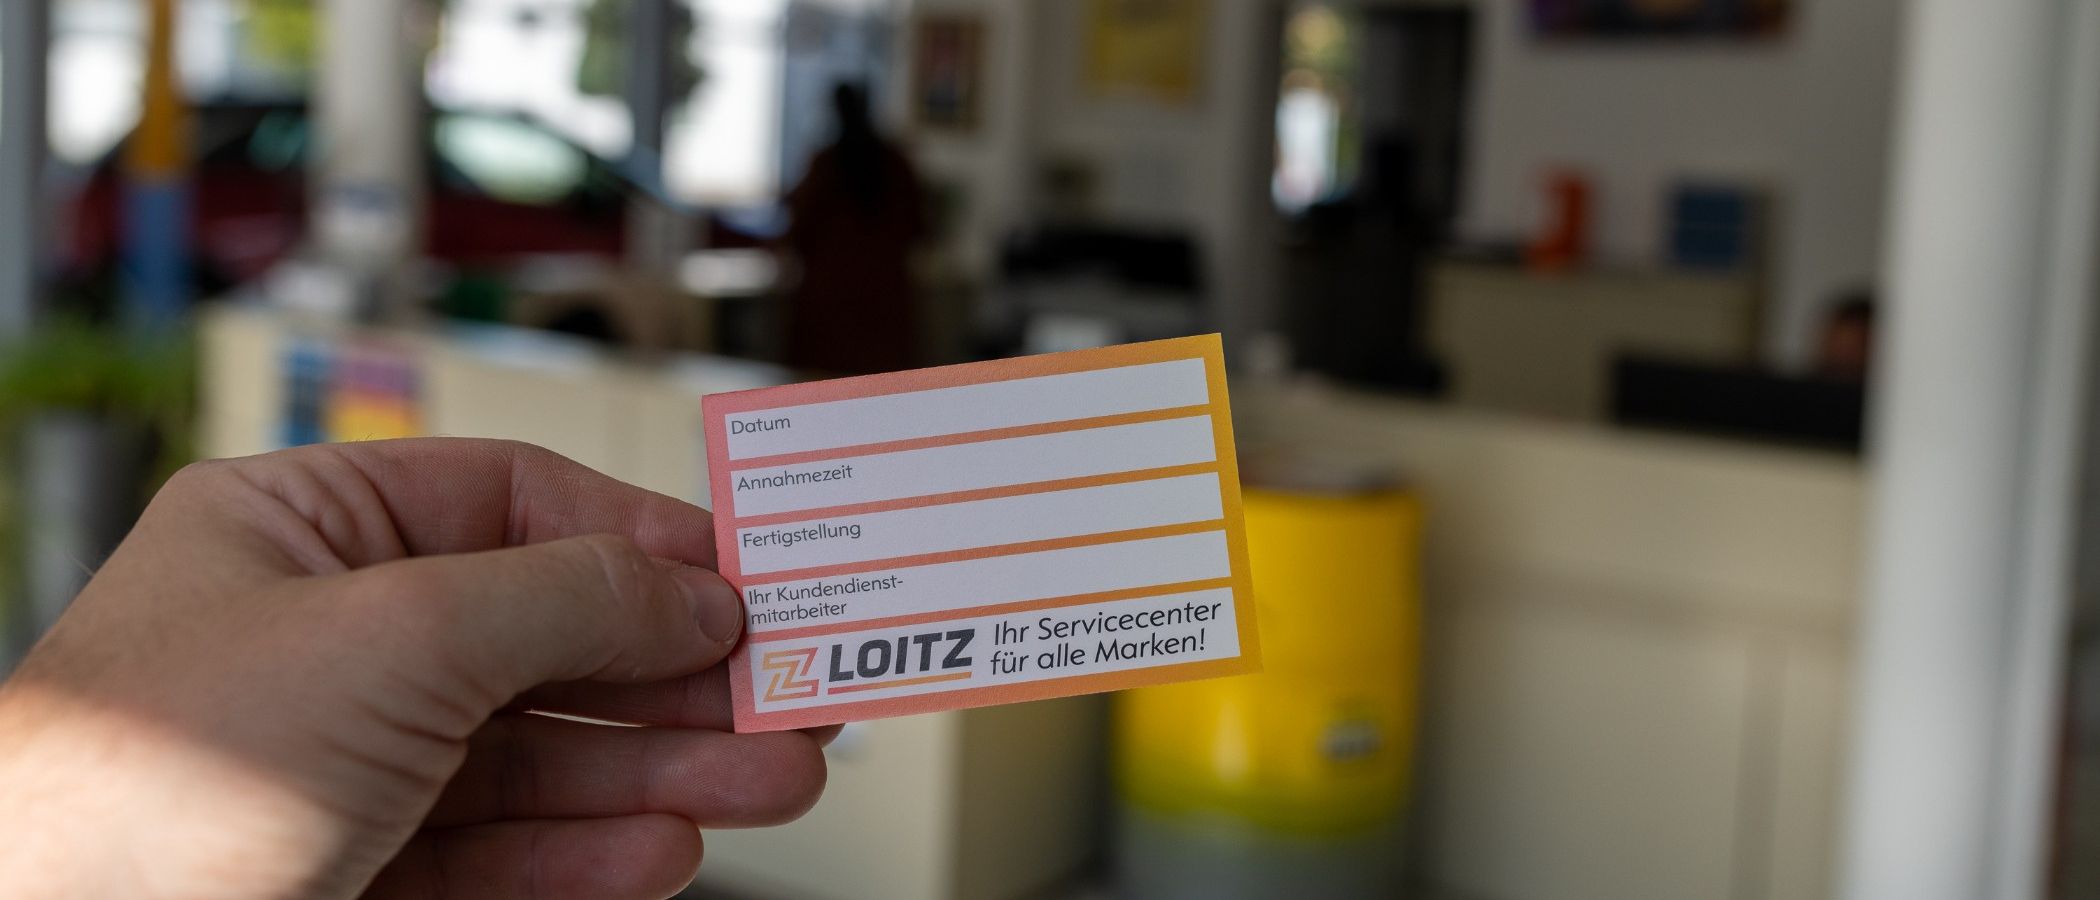 Datum
Annahmezeit
Fertigstellung
Ihr Kundendienst-
mitarbeiter
LOITZ
Ihr Servicecenter
für alle Marken!